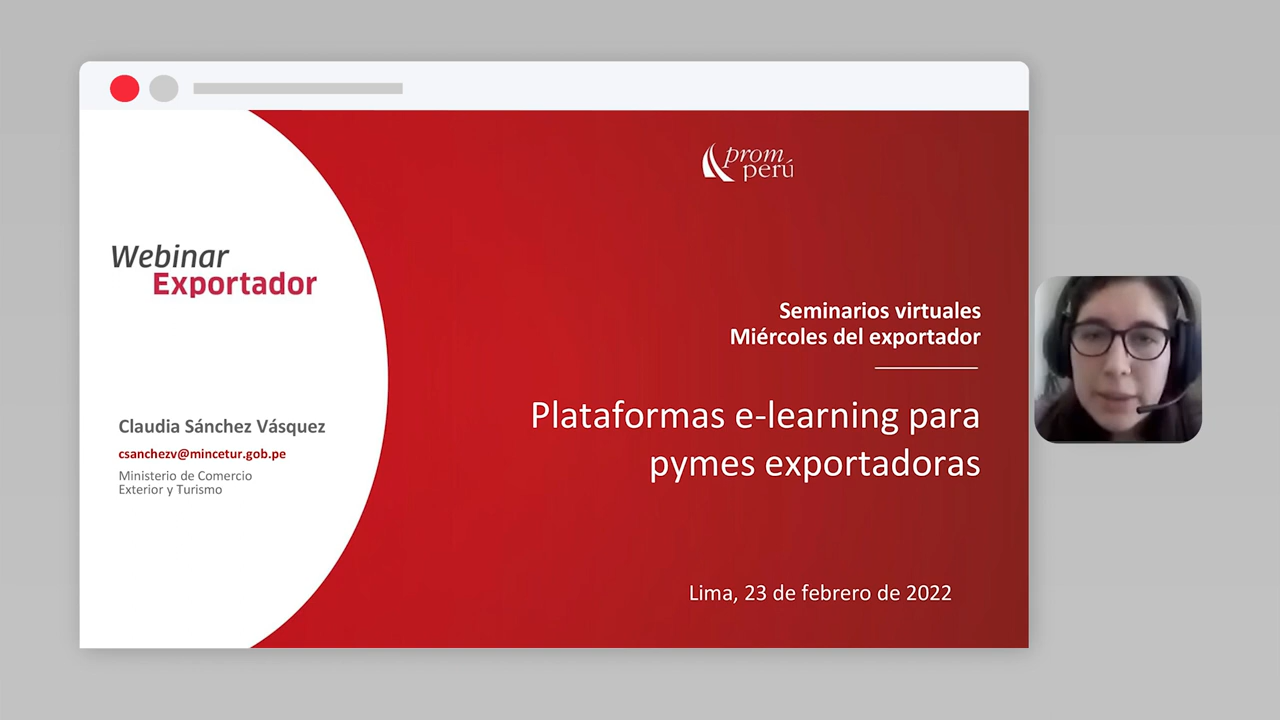 prom
perú
Webinar
Exportador
Seminarios virtuales
Miércoles del exportador
Plataformas e-learning para
pymes exportadoras
Claudia Sánchez Vásquez
csanchezv@mincetur.gob.pe
Ministerio de Comercio
Exterior y Turismo
Lima, 23 de febrero de 2022